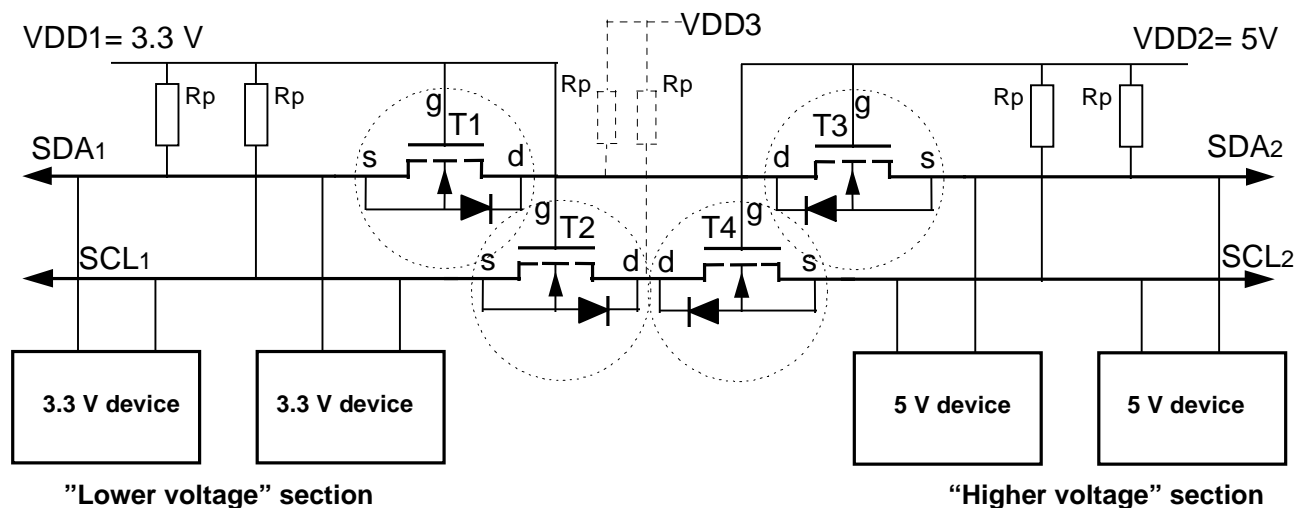 VDD1= 3.3 V
VDD3
VDD2= 5V
Rp
Rp
Rp
Rp
Rp
Rp
g
T1
g
T3
SDA1
s
d
d
s
SDA2
g
T2
g
T4
SCL1
s
d
d
s
SCL2
3.3 V device
3.3 V device
5 V device
5 V device
”Lower voltage” section
“Higher voltage” section